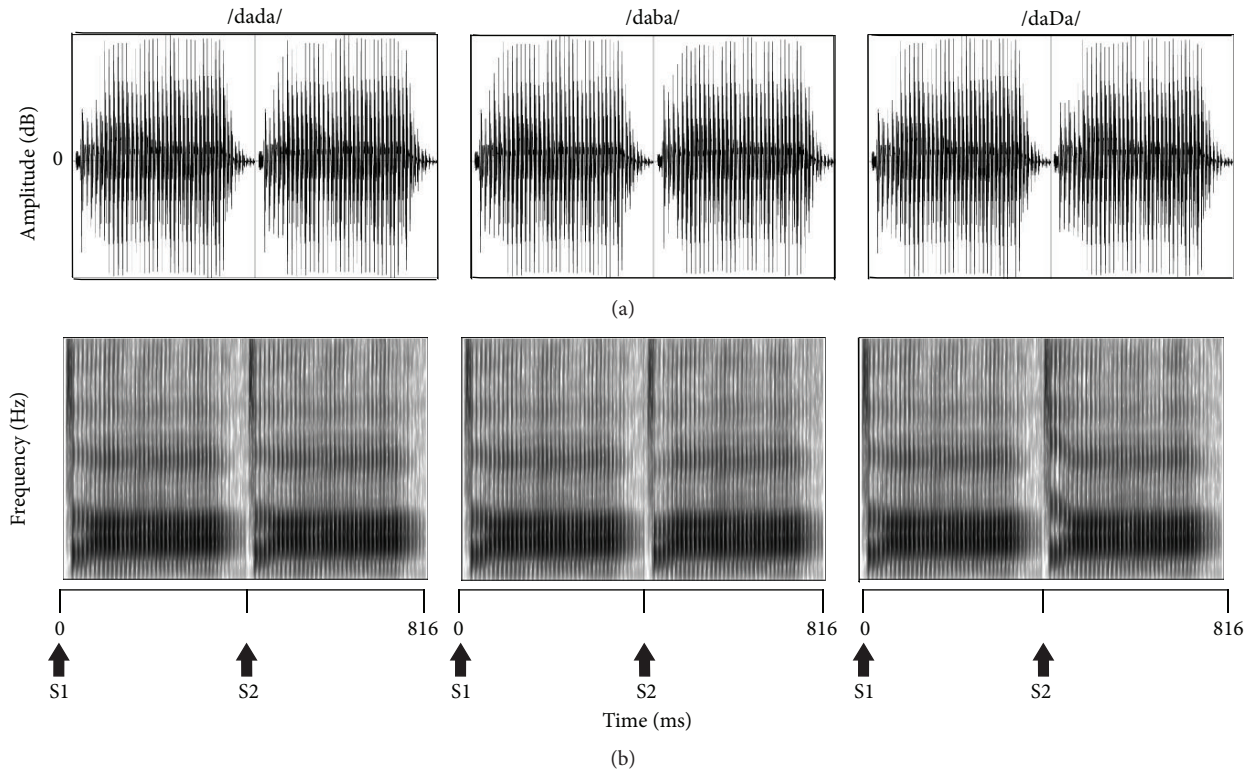 /dada/ /daba/ /daDa/
Amplitude (dB)
0
(a)
Frequency (Hz)
0 816 0 816 0 816
S1 S2 S1 S2 S1 S2
Time (ms)
(b)